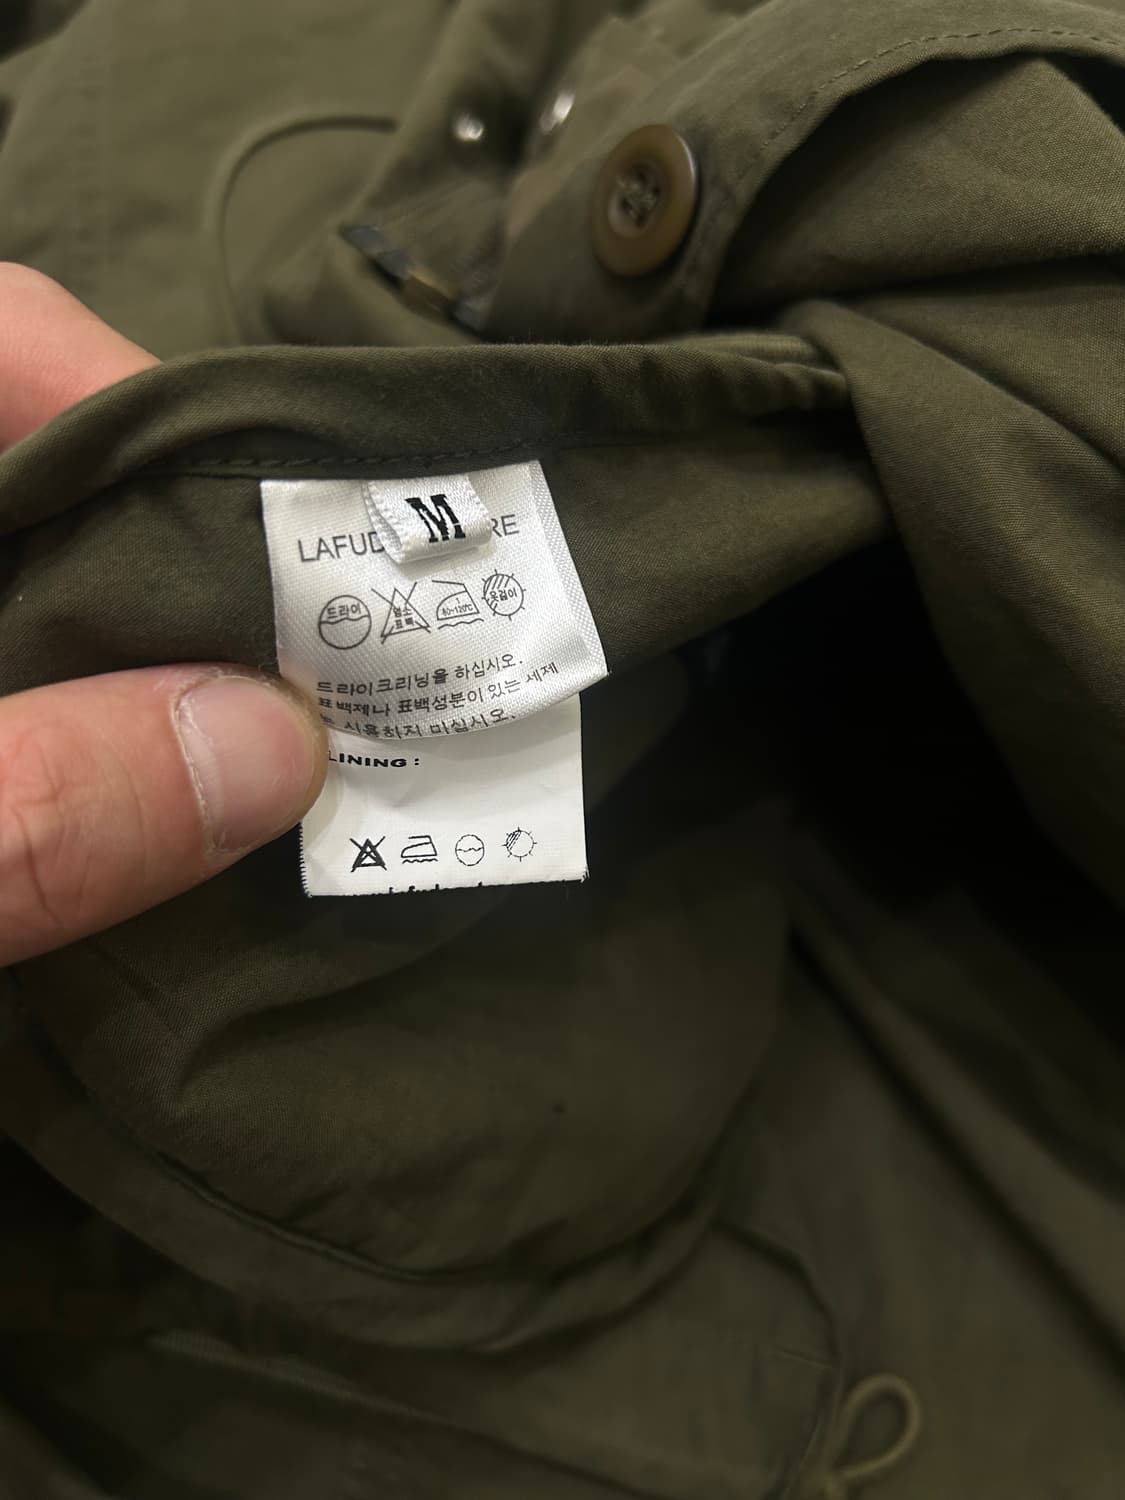 M
LAFUD RE
드라이 염소 표백 1 80~120℃ 옷걸이
드라이크리닝을 하십시오.
표백제나 표백성분이 있는 세제
는 사용하지 마십시오.
LINING :